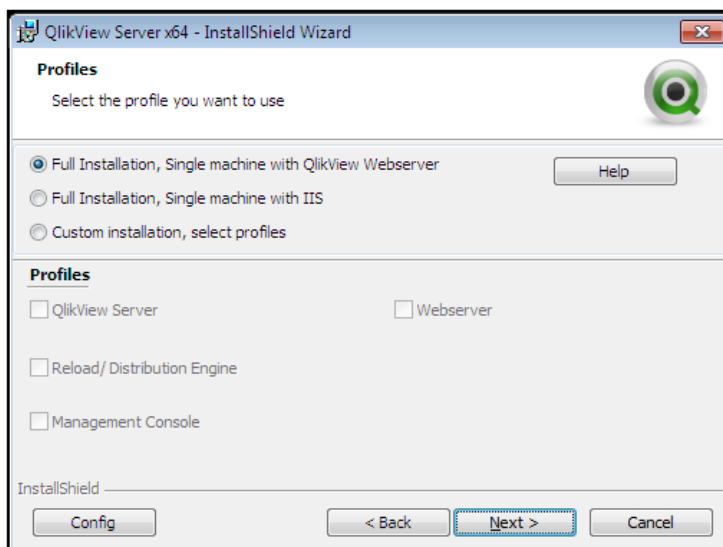 QlikView Server x64 - InstallShield Wizard
Profiles
Select the profile you want to use
Full Installation, Single machine with QlikView Webserver
Help
Full Installation, Single machine with IIS
Custom installation, select profiles
Profiles
QlikView Server
Webserver
Reload/ Distribution Engine
Management Console
InstallShield
Config
< Back
Next >
Cancel